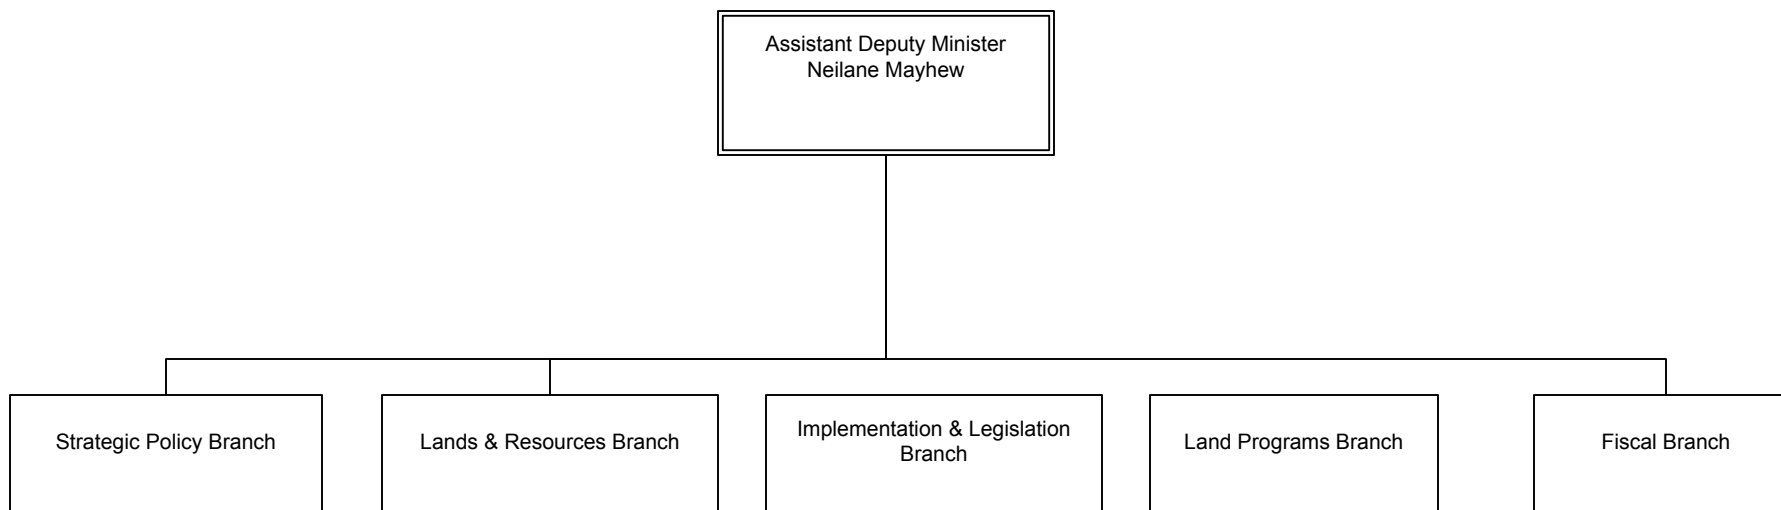 Assistant Deputy Minister
Neilane Mayhew
Strategic Policy Branch
Lands & Resources Branch
Implementation & Legislation
Branch
Land Programs Branch
Fiscal Branch